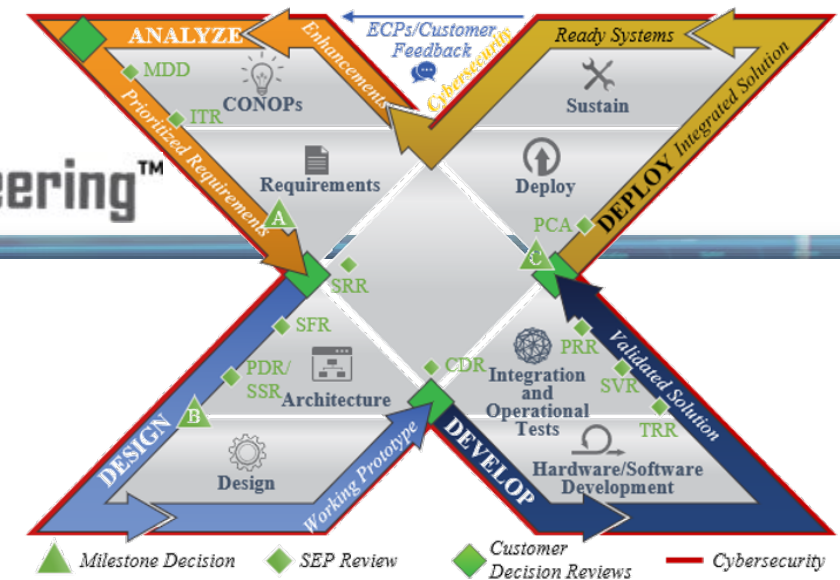 ANALYZE
Enhancements
ECPs/Customer
Feedback
Cybersecurity
Ready Systems
MDD
CONOPs
Sustain
Integrated Solution
ITR
Prioritized Requirements
eering™
Requirements
Deploy
DEPLOY
A
PCA
C
SRR
SFR
PRR
Validated Solution
PDR/
SSR
Architecture
CDR
Integration
and
Operational
Tests
SVR
TRR
B
DESIGN
Design
Working Prototype
DEVELOP
Hardware/Software
Development
Milestone Decision
SEP Review
Customer
Decision Reviews
Cybersecurity